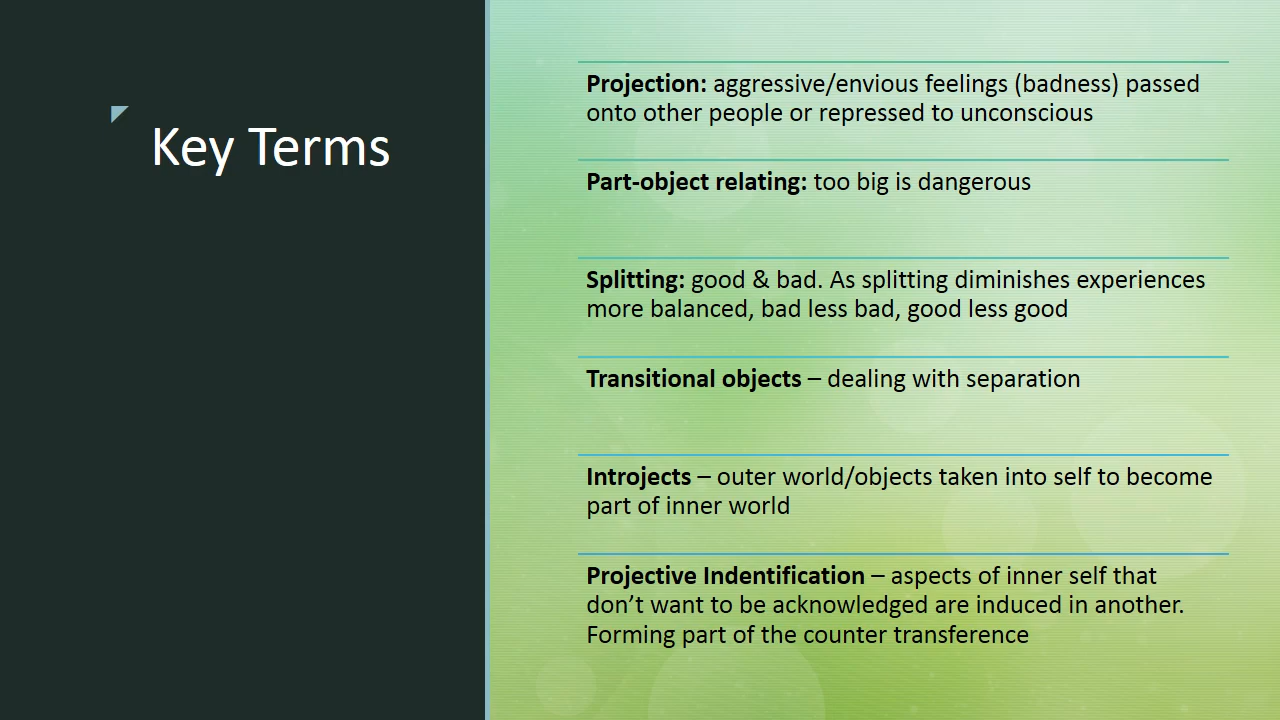 Key Terms
Projection: aggressive/envious feelings (badness) passed
onto other people or repressed to unconscious
Part-object relating: too big is dangerous
Splitting: good & bad. As splitting diminishes experiences
more balanced, bad less bad, good less good
Transitional objects – dealing with separation
Introjects – outer world/objects taken into self to become
part of inner world
Projective Indentification – aspects of inner self that
don’t want to be acknowledged are induced in another.
Forming part of the counter transference